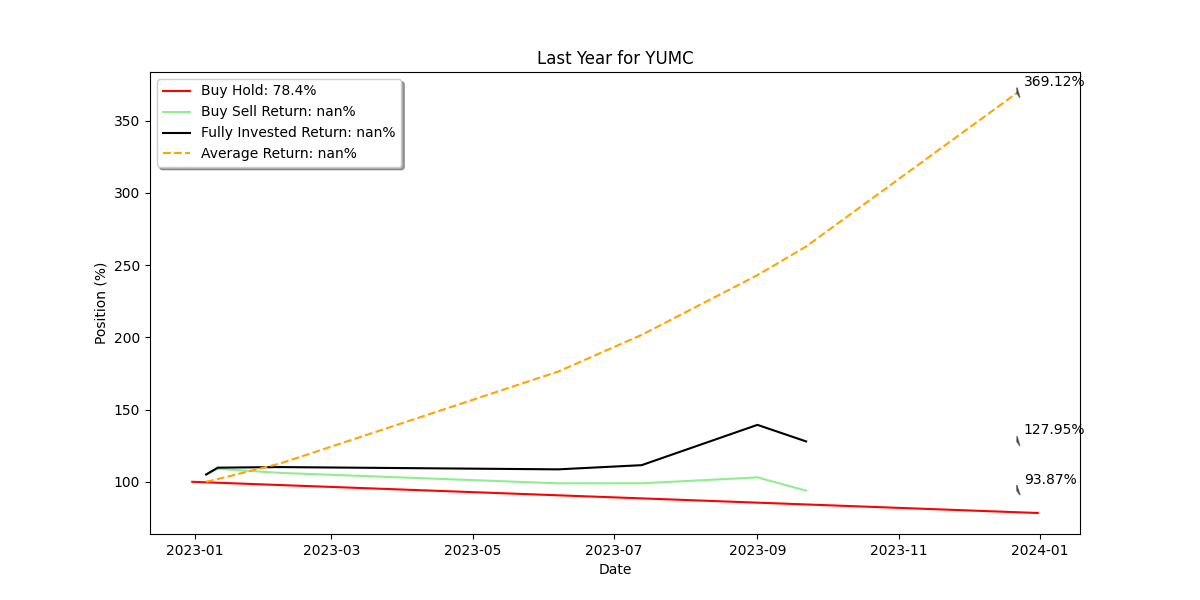 Last Year for YUMC
Buy Hold: 78.4%
Buy Sell Return: nan%
Fully Invested Return: nan%
Average Return: nan%
369.12%
127.95%
93.87%
Position (%)
350
300
250
200
150
100
2023-01
2023-03
2023-05
2023-07
2023-09
2023-11
2024-01
Date